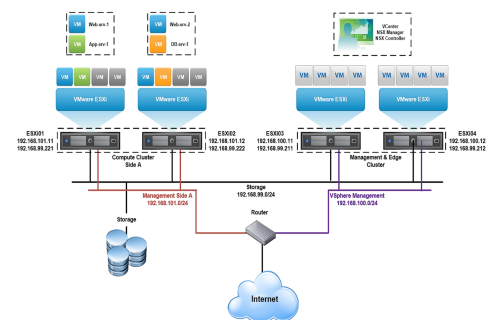 VM
Web-srv-1
VM
App-srv-1
VM
Web-srv-2
VM
DB-srv-1
VCenter
NSX Manager
NSX Controller
VM VM VM VM
VM VM VM VM
VM VM VM VM
VM VM VM VM
VMware ESXi
VMware ESXi
VMware ESXi
VMware ESXi
ESXi01
192.168.101.11
192.168.99.221
ESXi02
192.168.101.12
192.168.99.222
ESXi03
192.168.100.11
192.168.99.211
ESXi04
192.168.100.12
192.168.99.212
Compute Cluster
Side A
Management & Edge
Cluster
Storage
192.168.99.0/24
Management Side A
192.168.101.0/24
VSphere Management
192.168.100.0/24
Storage
Router
Internet